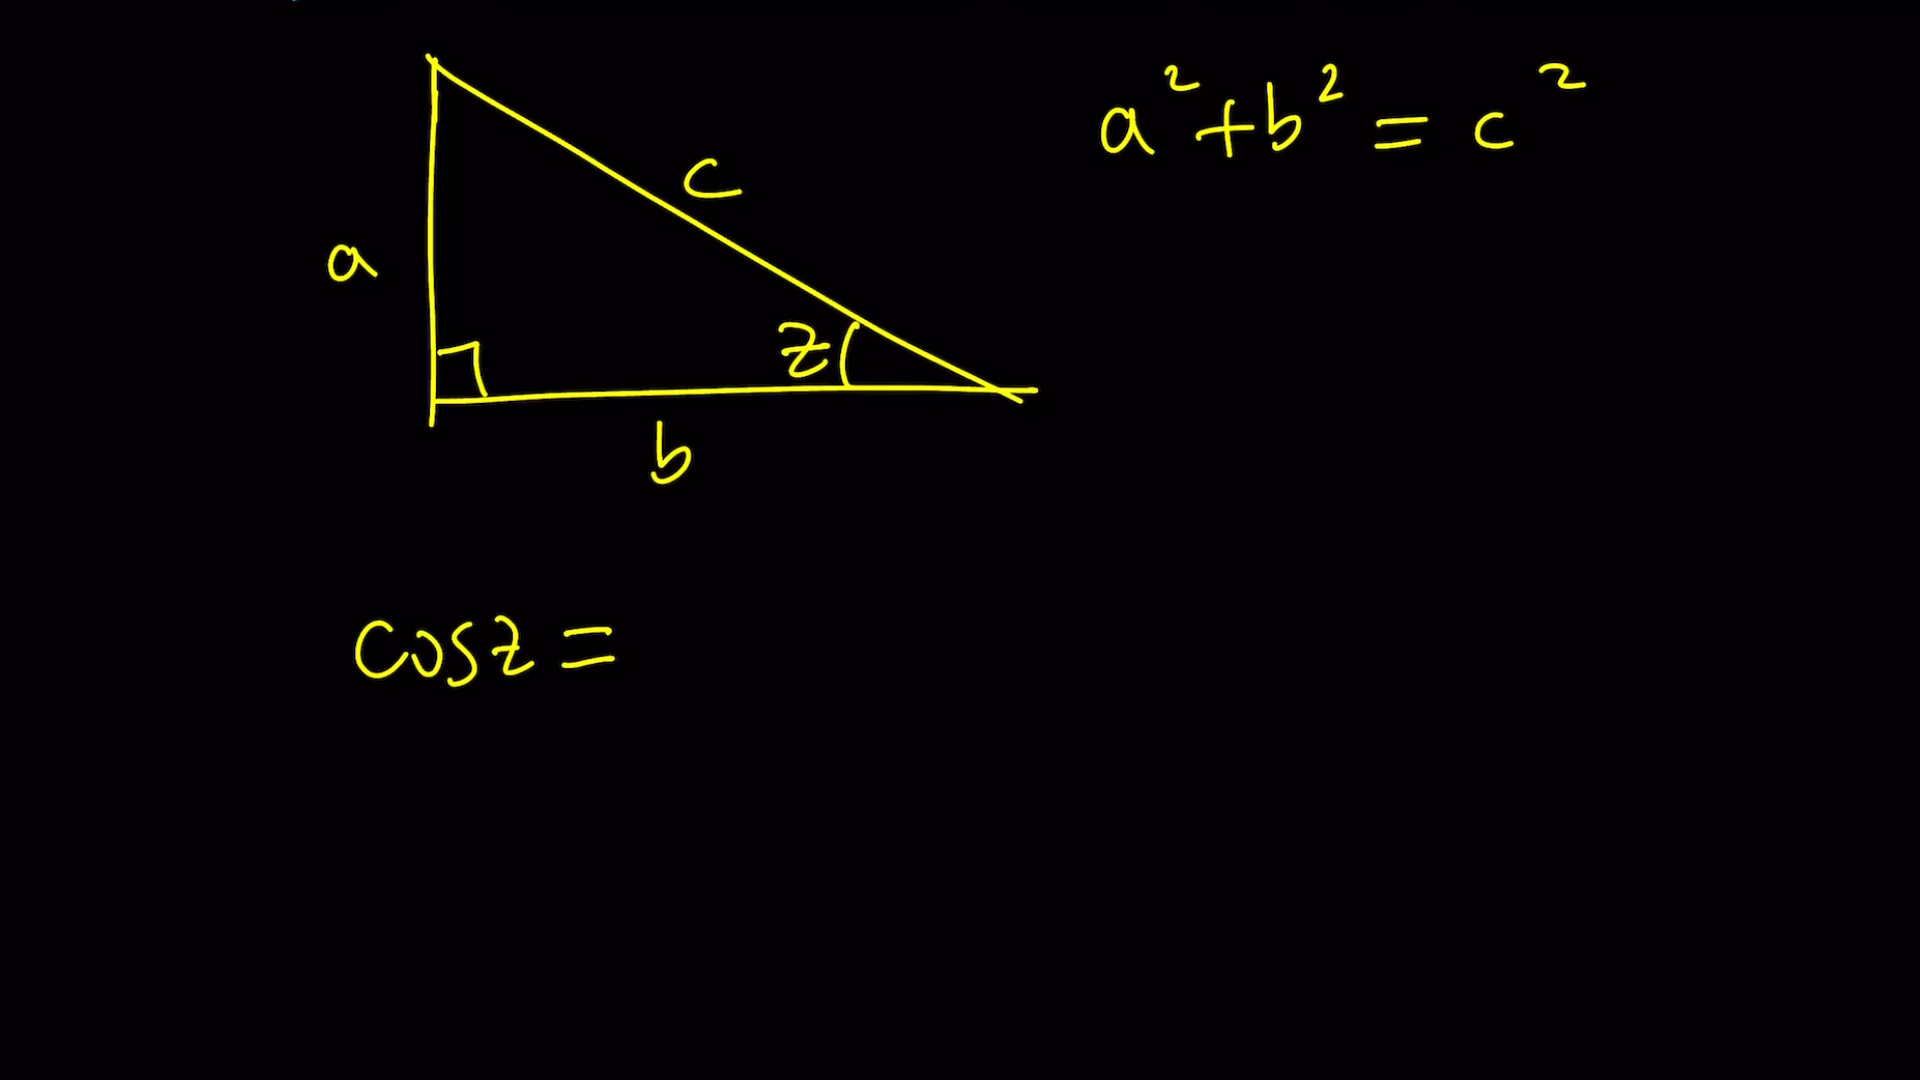 a² + b² = c²
c
a
z
b
cosz =